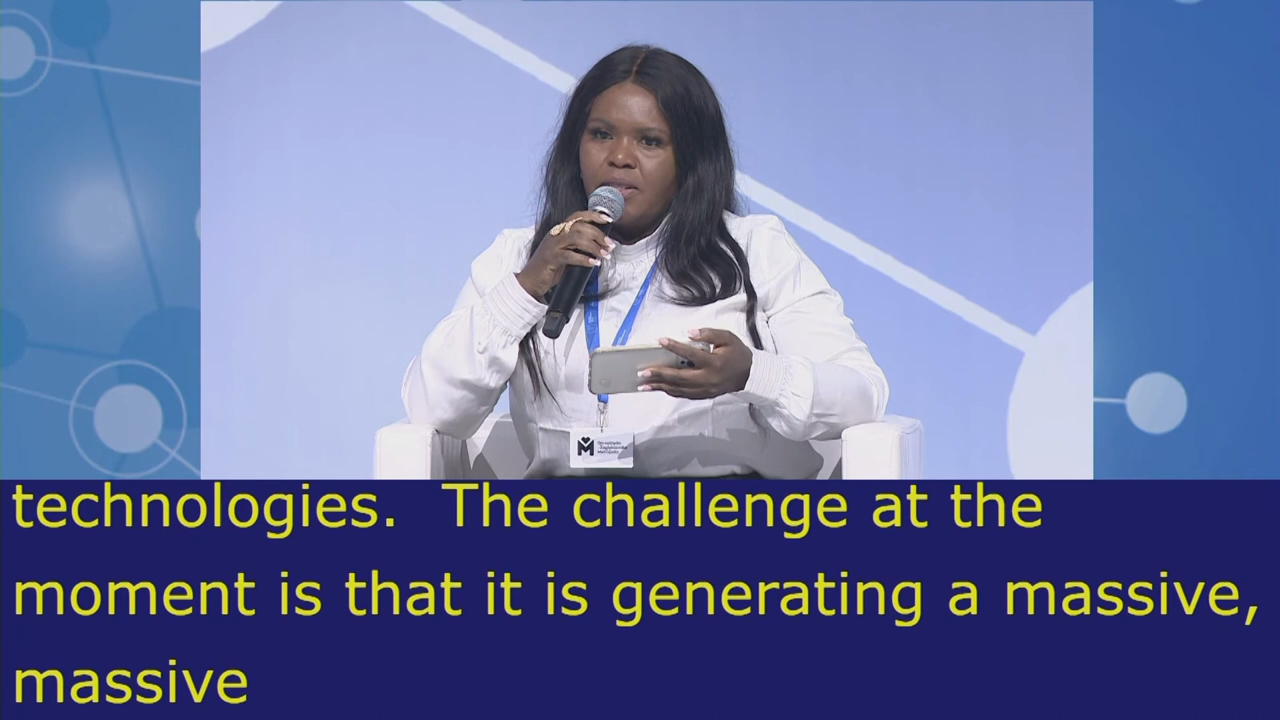 technologies.  The challenge at the
moment is that it is generating a massive,
massive